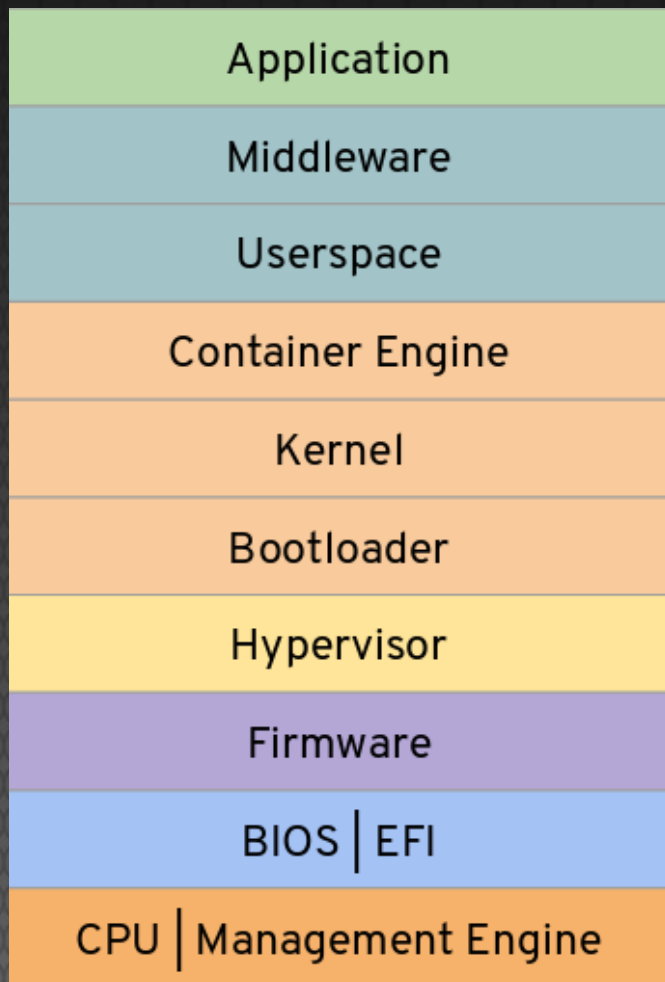 Application
Middleware
Userspace
Container Engine
Kernel
Bootloader
Hypervisor
Firmware
BIOS | EFI
CPU | Management Engine